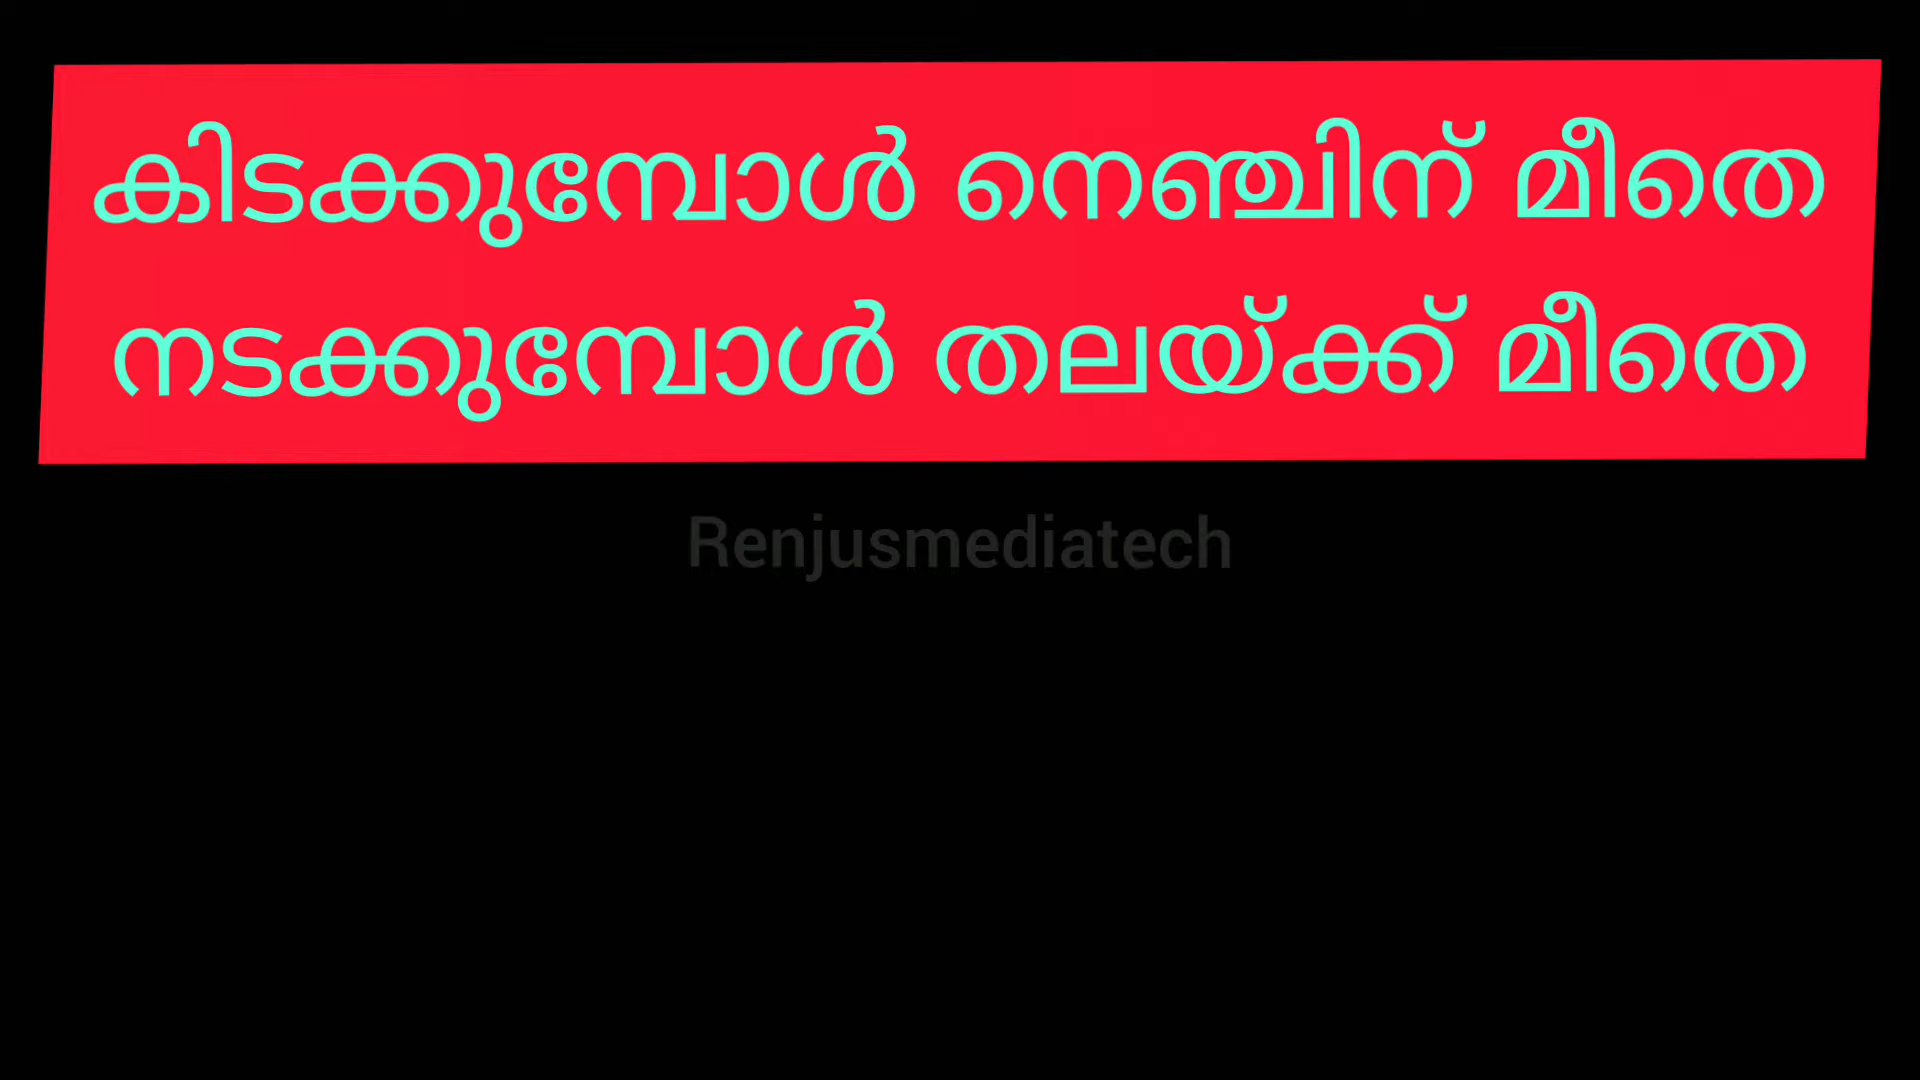 കിടക്കുമ്പോൾ നെഞ്ചിന് മീതെ
നടക്കുമ്പോൾ തലയ്ക്ക് മീതെ
Renjusmediatech